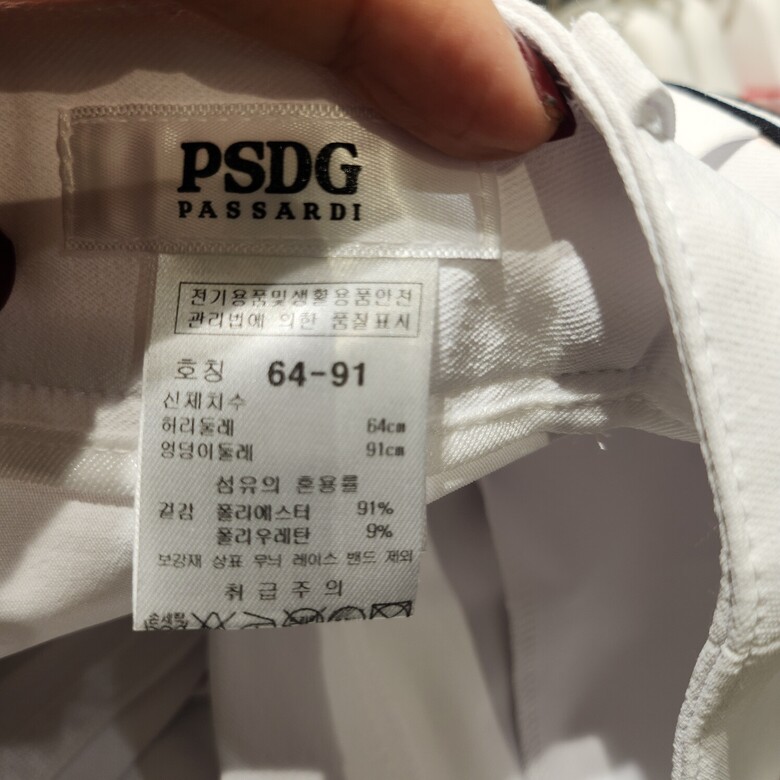 PSDG
PASSARDI
전기용품및생활용품안전
관리법에 의한 품질표시
호칭 64-91
신체치수
허리둘레 64cm
엉덩이둘레 91cm
섬유의 혼용률
겉감 폴리에스터 91%
폴리우레탄 9%
보강재 상표 무늬 레이스 밴드 제외
취급주의
손세탁